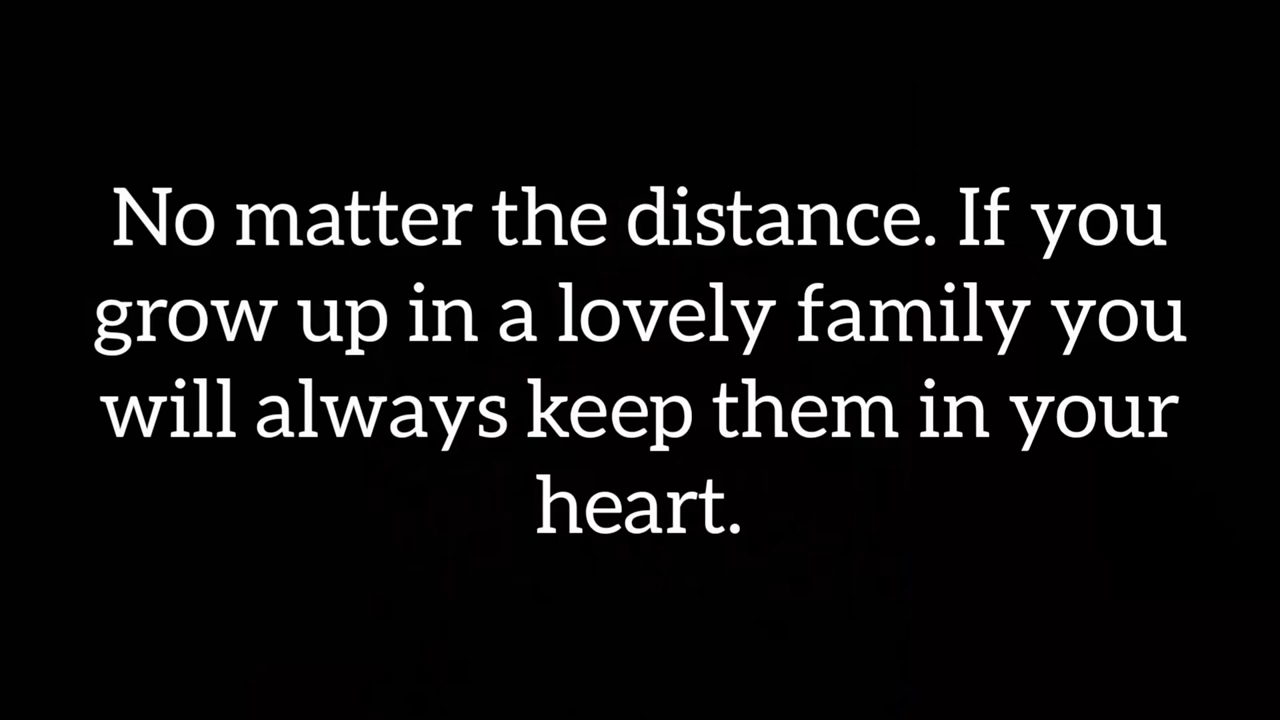 No matter the distance. If you
grow up in a lovely family you
will always keep them in your
heart.